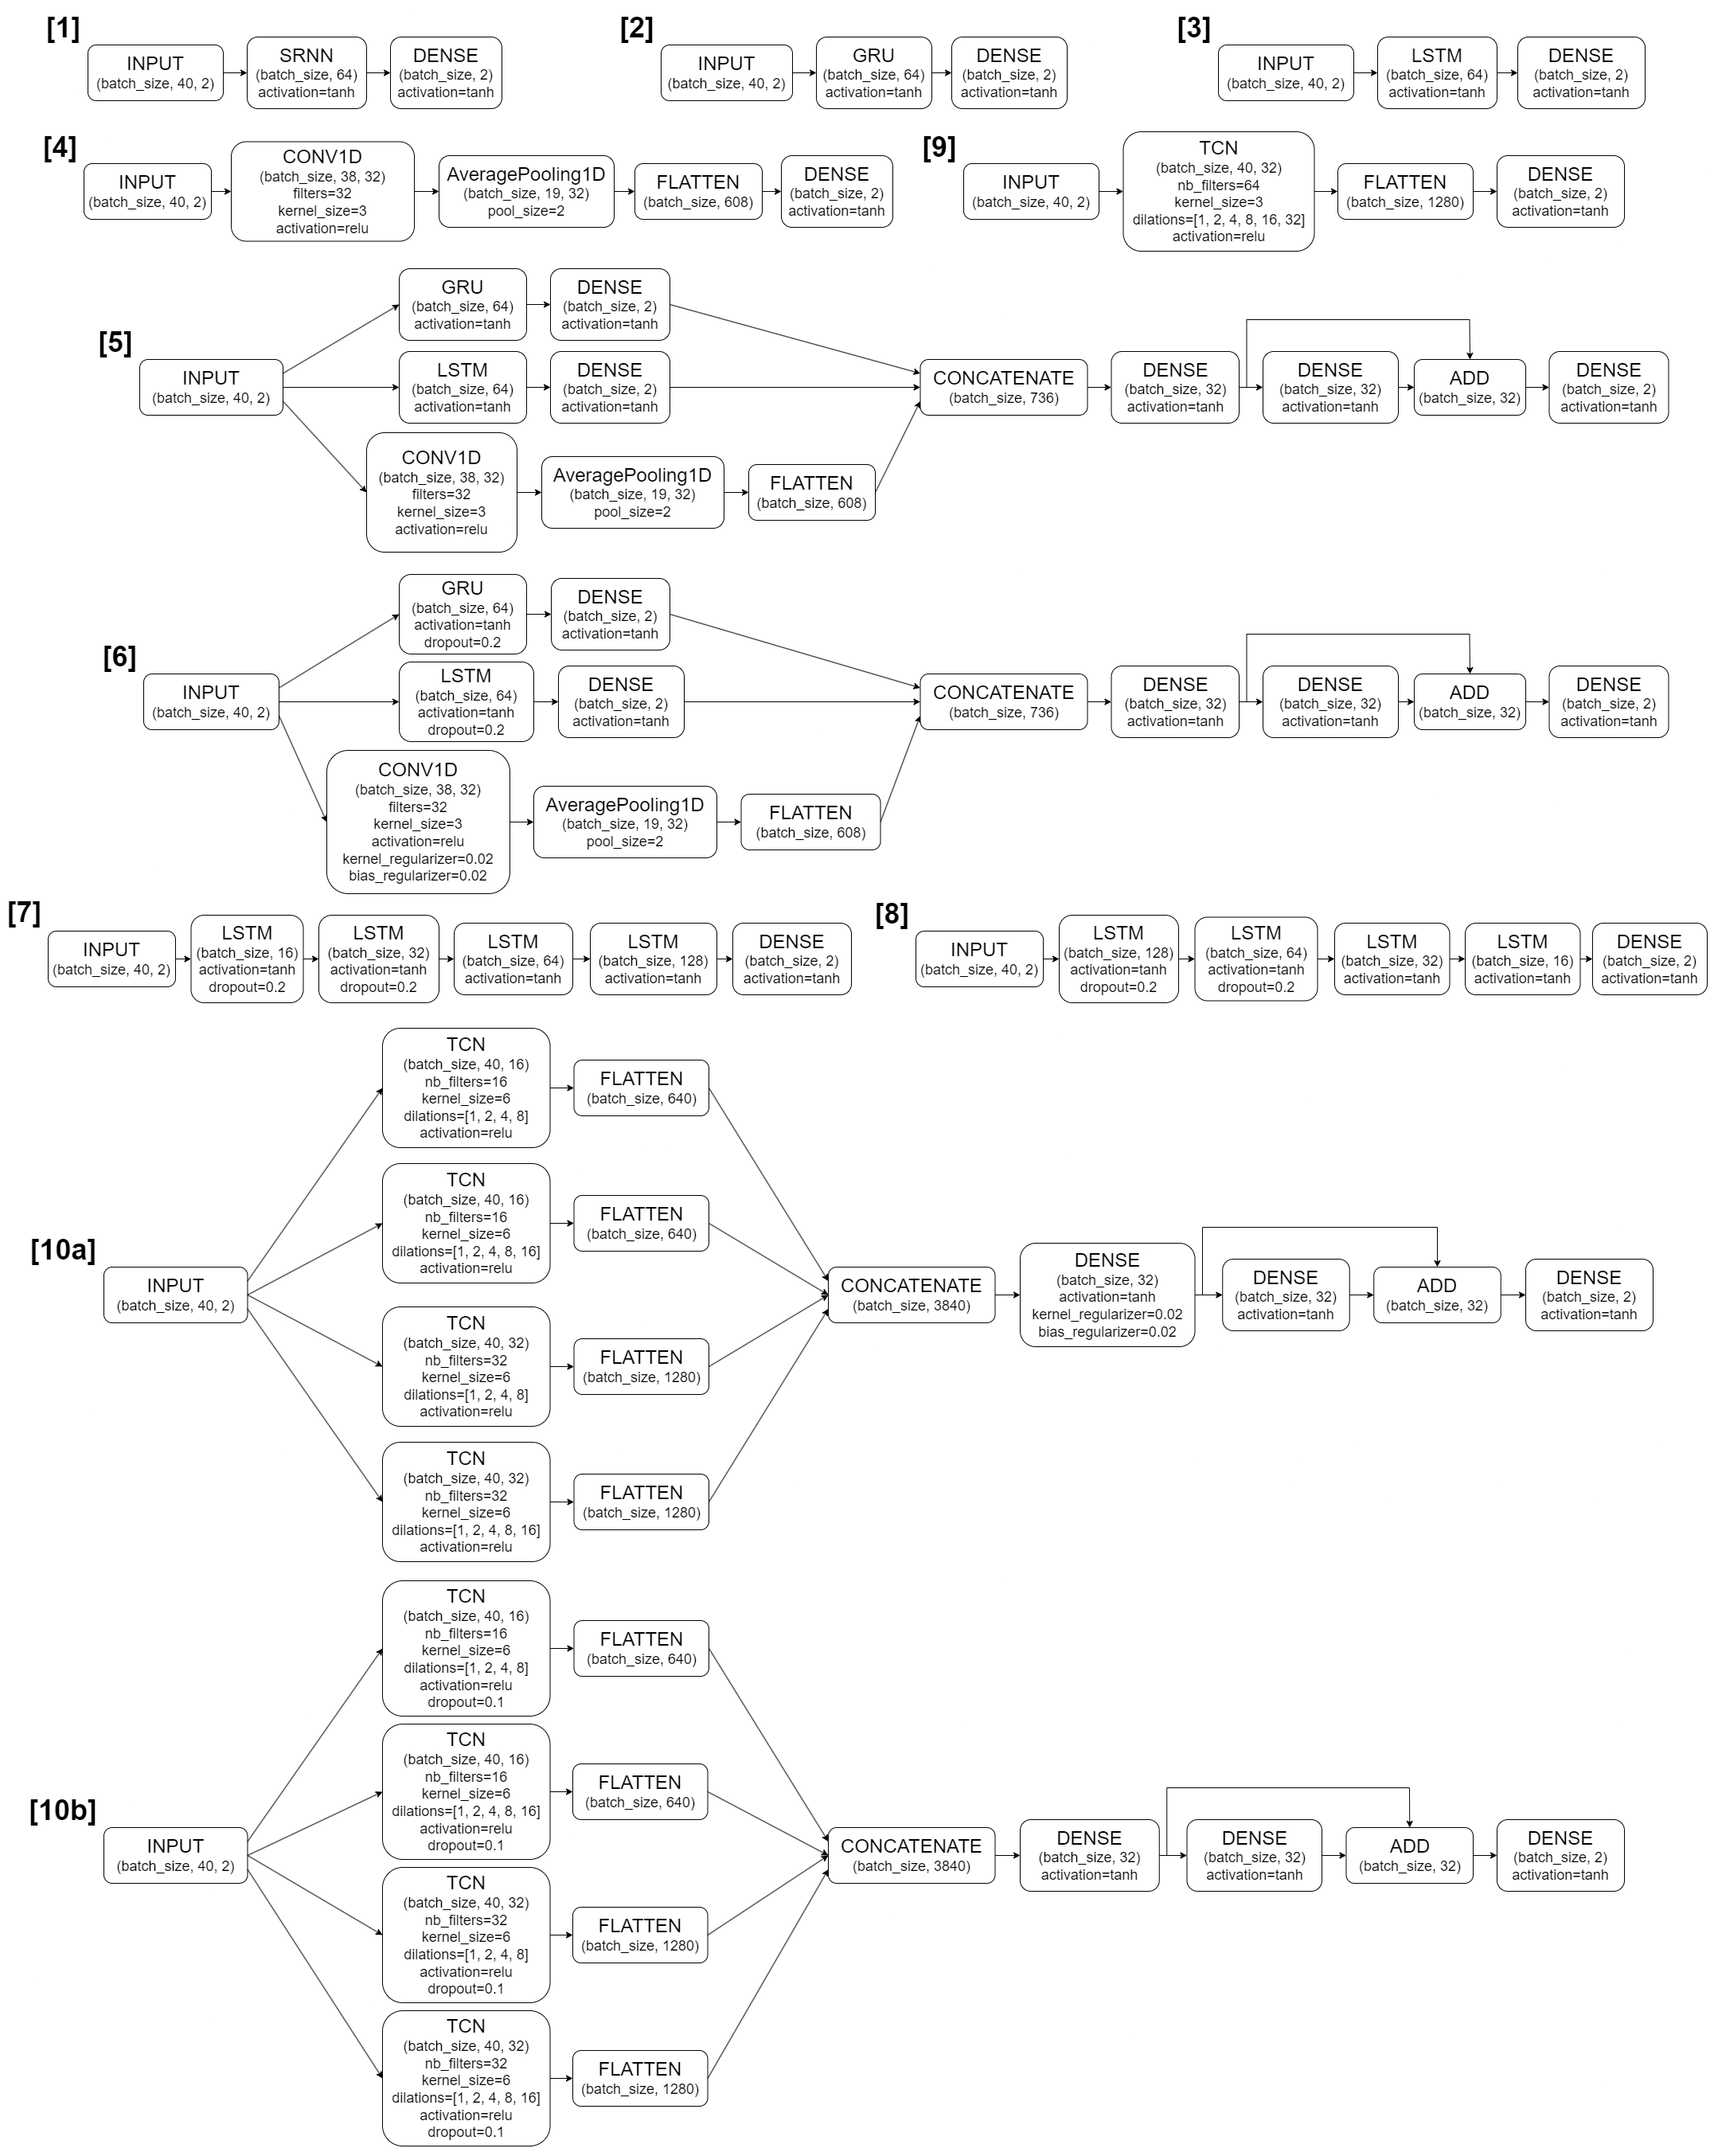 [1]
INPUT
(batch_size, 40, 2)
SRNN
(batch_size, 64)
activation=tanh
DENSE
(batch_size, 2)
activation=tanh
[2]
INPUT
(batch_size, 40, 2)
GRU
(batch_size, 64)
activation=tanh
DENSE
(batch_size, 2)
activation=tanh
[3]
INPUT
(batch_size, 40, 2)
LSTM
(batch_size, 64)
activation=tanh
DENSE
(batch_size, 2)
activation=tanh
[4]
INPUT
(batch_size, 40, 2)
CONV1D
(batch_size, 38, 32)
filters=32
kernel_size=3
activation=relu
AveragePooling1D
(batch_size, 19, 32)
pool_size=2
FLATTEN
(batch_size, 608)
DENSE
(batch_size, 2)
activation=tanh
[9]
INPUT
(batch_size, 40, 2)
TCN
(batch_size, 40, 32)
nb_filters=64
kernel_size=3
dilations=[1, 2, 4, 8, 16, 32]
activation=relu
FLATTEN
(batch_size, 1280)
DENSE
(batch_size, 2)
activation=tanh
[5]
INPUT
(batch_size, 40, 2)
GRU
(batch_size, 64)
activation=tanh
DENSE
(batch_size, 2)
activation=tanh
LSTM
(batch_size, 64)
activation=tanh
DENSE
(batch_size, 2)
activation=tanh
CONV1D
(batch_size, 38, 32)
filters=32
kernel_size=3
activation=relu
AveragePooling1D
(batch_size, 19, 32)
pool_size=2
FLATTEN
(batch_size, 608)
CONCATENATE
(batch_size, 736)
DENSE
(batch_size, 32)
activation=tanh
DENSE
(batch_size, 32)
activation=tanh
ADD
(batch_size, 32)
DENSE
(batch_size, 2)
activation=tanh
[6]
INPUT
(batch_size, 40, 2)
GRU
(batch_size, 64)
activation=tanh
dropout=0.2
DENSE
(batch_size, 2)
activation=tanh
LSTM
(batch_size, 64)
activation=tanh
dropout=0.2
DENSE
(batch_size, 2)
activation=tanh
CONV1D
(batch_size, 38, 32)
filters=32
kernel_size=3
activation=relu
kernel_regularizer=0.02
bias_regularizer=0.02
AveragePooling1D
(batch_size, 19, 32)
pool_size=2
FLATTEN
(batch_size, 608)
CONCATENATE
(batch_size, 736)
DENSE
(batch_size, 32)
activation=tanh
DENSE
(batch_size, 32)
activation=tanh
ADD
(batch_size, 32)
DENSE
(batch_size, 2)
activation=tanh
[7]
INPUT
(batch_size, 40, 2)
LSTM
(batch_size, 16)
activation=tanh
dropout=0.2
LSTM
(batch_size, 32)
activation=tanh
dropout=0.2
LSTM
(batch_size, 64)
activation=tanh
LSTM
(batch_size, 128)
activation=tanh
DENSE
(batch_size, 2)
activation=tanh
[8]
INPUT
(batch_size, 40, 2)
LSTM
(batch_size, 128)
activation=tanh
dropout=0.2
LSTM
(batch_size, 64)
activation=tanh
dropout=0.2
LSTM
(batch_size, 32)
activation=tanh
LSTM
(batch_size, 16)
activation=tanh
DENSE
(batch_size, 2)
activation=tanh
[10a]
INPUT
(batch_size, 40, 2)
TCN
(batch_size, 40, 16)
nb_filters=16
kernel_size=6
dilations=[1, 2, 4, 8]
activation=relu
FLATTEN
(batch_size, 640)
TCN
(batch_size, 40, 16)
nb_filters=16
kernel_size=6
dilations=[1, 2, 4, 8, 16]
activation=relu
FLATTEN
(batch_size, 640)
TCN
(batch_size, 40, 32)
nb_filters=32
kernel_size=6
dilations=[1, 2, 4, 8]
activation=relu
FLATTEN
(batch_size, 1280)
TCN
(batch_size, 40, 32)
nb_filters=32
kernel_size=6
dilations=[1, 2, 4, 8, 16]
activation=relu
FLATTEN
(batch_size, 1280)
CONCATENATE
(batch_size, 3840)
DENSE
(batch_size, 32)
activation=tanh
kernel_regularizer=0.02
bias_regularizer=0.02
DENSE
(batch_size, 32)
activation=tanh
ADD
(batch_size, 32)
DENSE
(batch_size, 2)
activation=tanh
[10b]
INPUT
(batch_size, 40, 2)
TCN
(batch_size, 40, 16)
nb_filters=16
kernel_size=6
dilations=[1, 2, 4, 8]
activation=relu
dropout=0.1
FLATTEN
(batch_size, 640)
TCN
(batch_size, 40, 16)
nb_filters=16
kernel_size=6
dilations=[1, 2, 4, 8, 16]
activation=relu
dropout=0.1
FLATTEN
(batch_size, 640)
TCN
(batch_size, 40, 32)
nb_filters=32
kernel_size=6
dilations=[1, 2, 4, 8]
activation=relu
dropout=0.1
FLATTEN
(batch_size, 1280)
TCN
(batch_size, 40, 32)
nb_filters=32
kernel_size=6
dilations=[1, 2, 4, 8, 16]
activation=relu
dropout=0.1
FLATTEN
(batch_size, 1280)
CONCATENATE
(batch_size, 3840)
DENSE
(batch_size, 32)
activation=tanh
DENSE
(batch_size, 32)
activation=tanh
ADD
(batch_size, 32)
DENSE
(batch_size, 2)
activation=tanh